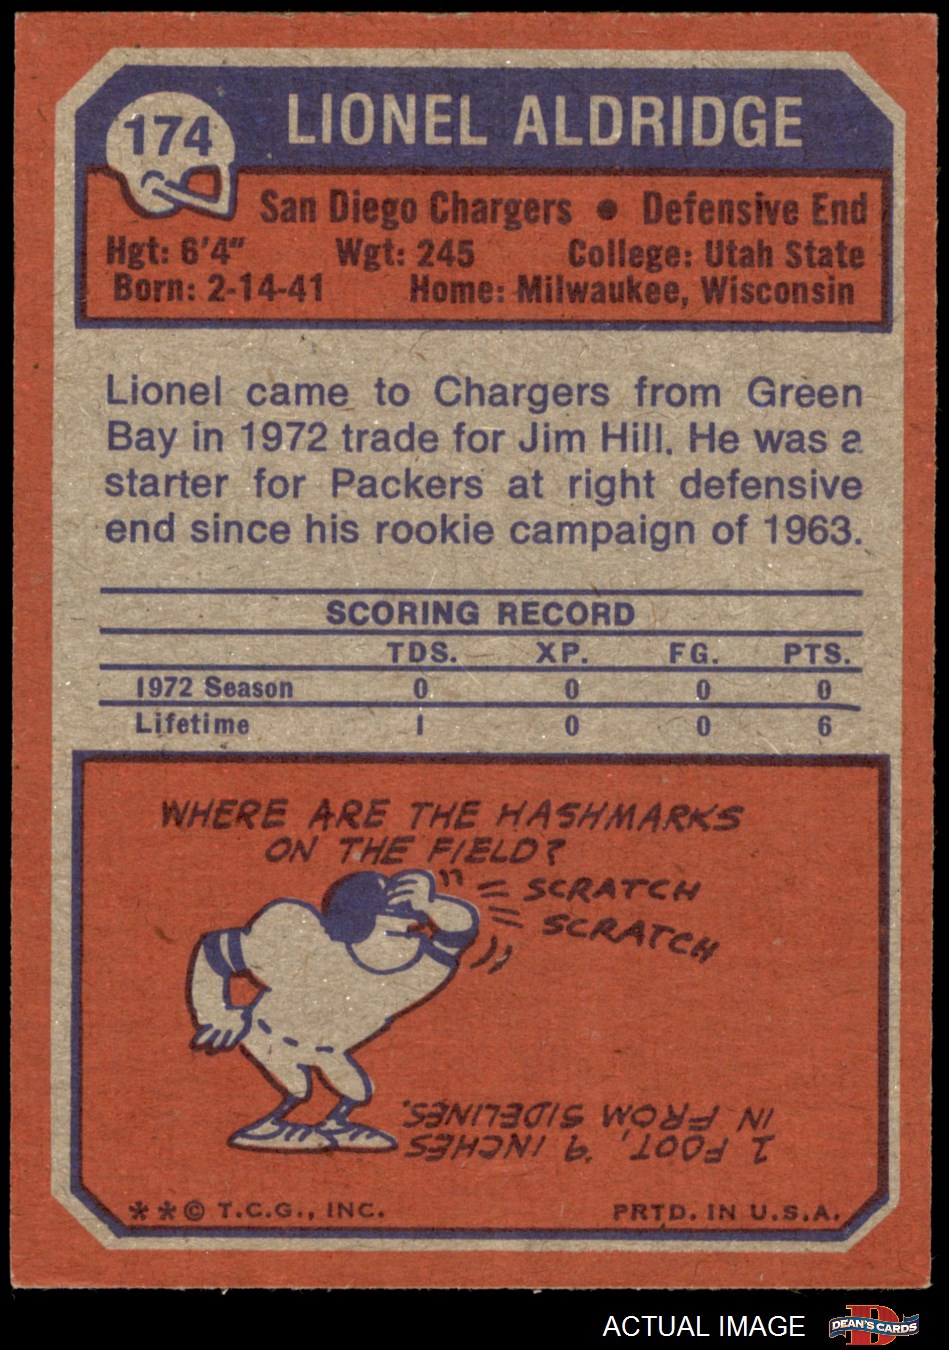 174
LIONEL ALDRIDGE
San Diego Chargers • Defensive End
Hgt: 6'4" Wgt: 245 College: Utah State
Born: 2-14-41 Home: Milwaukee, Wisconsin
Lionel came to Chargers from Green
Bay in 1972 trade for Jim Hill. He was a
starter for Packers at right defensive
end since his rookie campaign of 1963.
SCORING RECORD
TDS. XP. FG. PTS.
1972 Season 0 0 0 0
Lifetime 1 0 0 6
WHERE ARE THE HASHMARKS
ON THE FIELD?
SCRATCH
SCRATCH
1 FOOT, 9 INCHES
IN FROM SIDELINES.
**© T.C.G., INC. PRTD. IN U.S.A.
ACTUAL IMAGE
D
DEAN'S CARDS